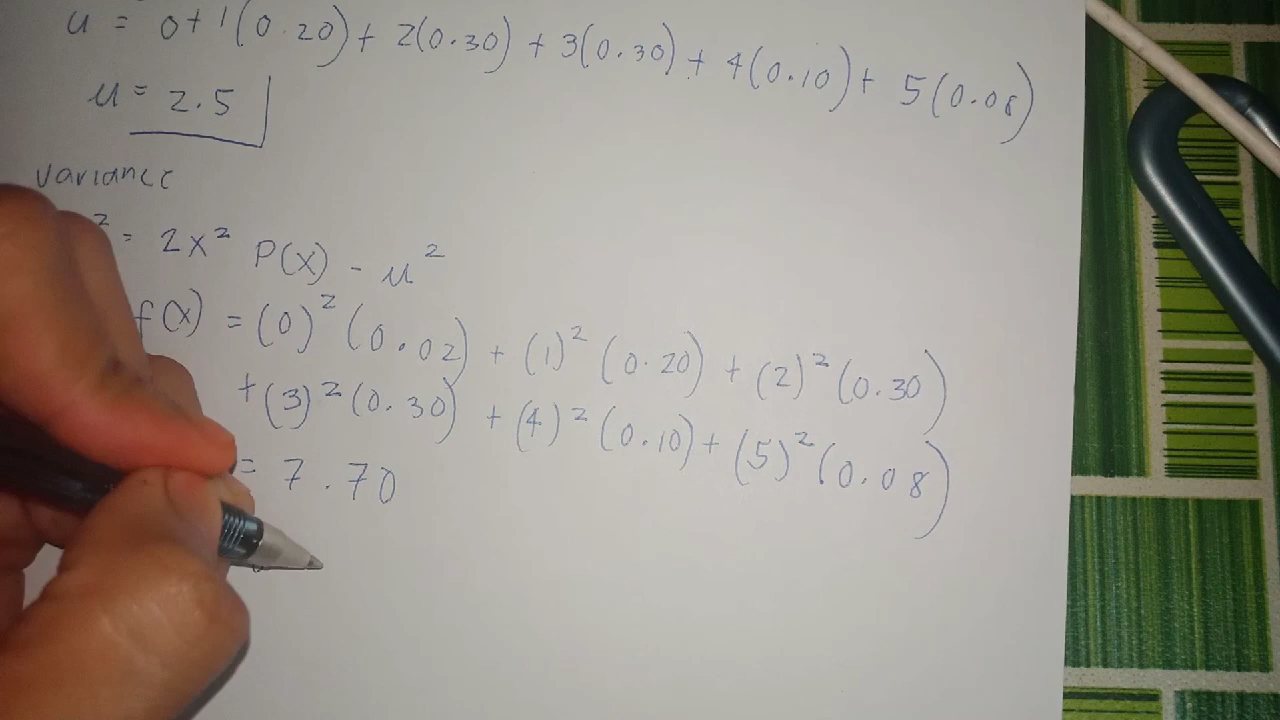 u = 0+1(0.20)+ 2(0.30) + 3(0.30) + 4(0.10)+ 5(0.08)
u = 2.5
variance
² = 2x² P(x) - u²
f(x) = (0)² (0.02) + (1)² (0.20) + (2)² (0.30)
+ (3)² (0.30) + (4)² (0.10) + (5)² (0.08)
= 7.70